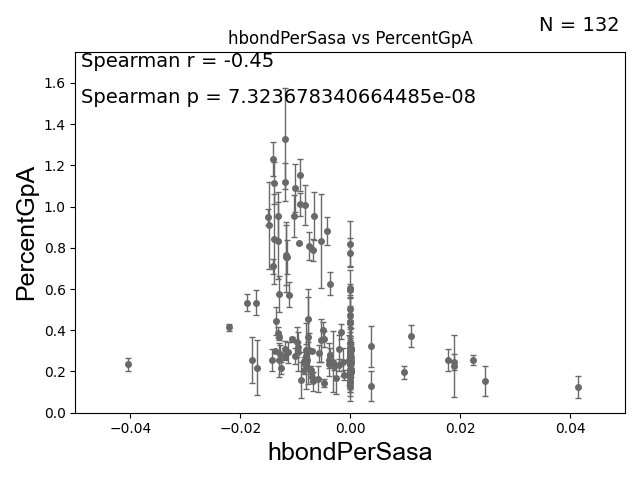 N = 132
hbondPerSasa vs PercentGpA
Spearman r = -0.45
Spearman p = 7.323678340664485e-08
PercentGpA
1.6
1.4
1.2
1.0
0.8
0.6
0.4
0.2
0.0
−0.04 −0.02 0.00 0.02 0.04
hbondPerSasa